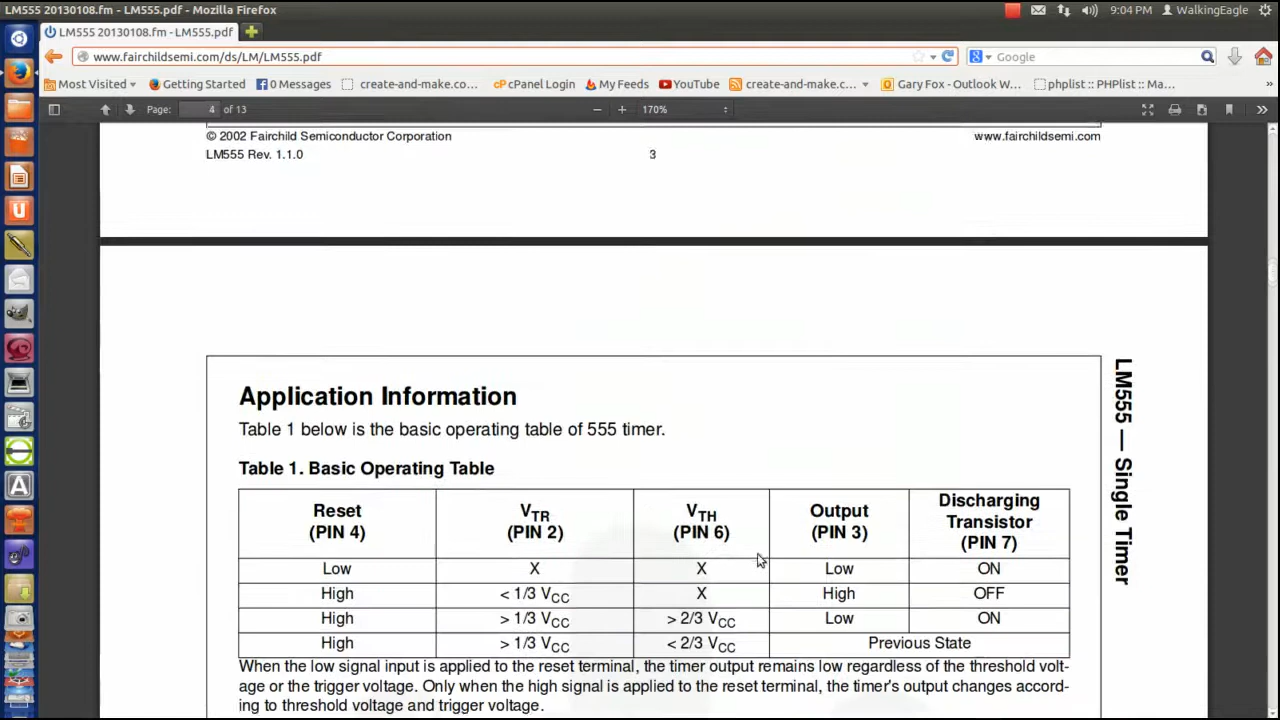 LM555 20130108.fm - LM555.pdf - Mozilla Firefox
9:04 PM WalkingEagle
LM555 20130108.fm - LM555.pdf
www.fairchildsemi.com/ds/LM/LM555.pdf
Google
Most Visited Getting Started 0 Messages create-and-make.co... cPanel Login My Feeds YouTube create-and-make.c... Gary Fox - Outlook W... phplist :: PHPlist :: Ma... »
Page: 4 of 13 170%
© 2002 Fairchild Semiconductor Corporation www.fairchildsemi.com
LM555 Rev. 1.1.0 3
LM555 — Single Timer
Application Information
Table 1 below is the basic operating table of 555 timer.
Table 1. Basic Operating Table
Reset (PIN 4) VTR (PIN 2) VTH (PIN 6) Output (PIN 3) Discharging Transistor (PIN 7)
Low X X Low ON
High < 1/3 VCC X High OFF
High > 1/3 VCC > 2/3 VCC Low ON
High > 1/3 VCC < 2/3 VCC Previous State
When the low signal input is applied to the reset terminal, the timer output remains low regardless of the threshold volt-
age or the trigger voltage. Only when the high signal is applied to the reset terminal, the timer's output changes accord-
ing to threshold voltage and trigger voltage.